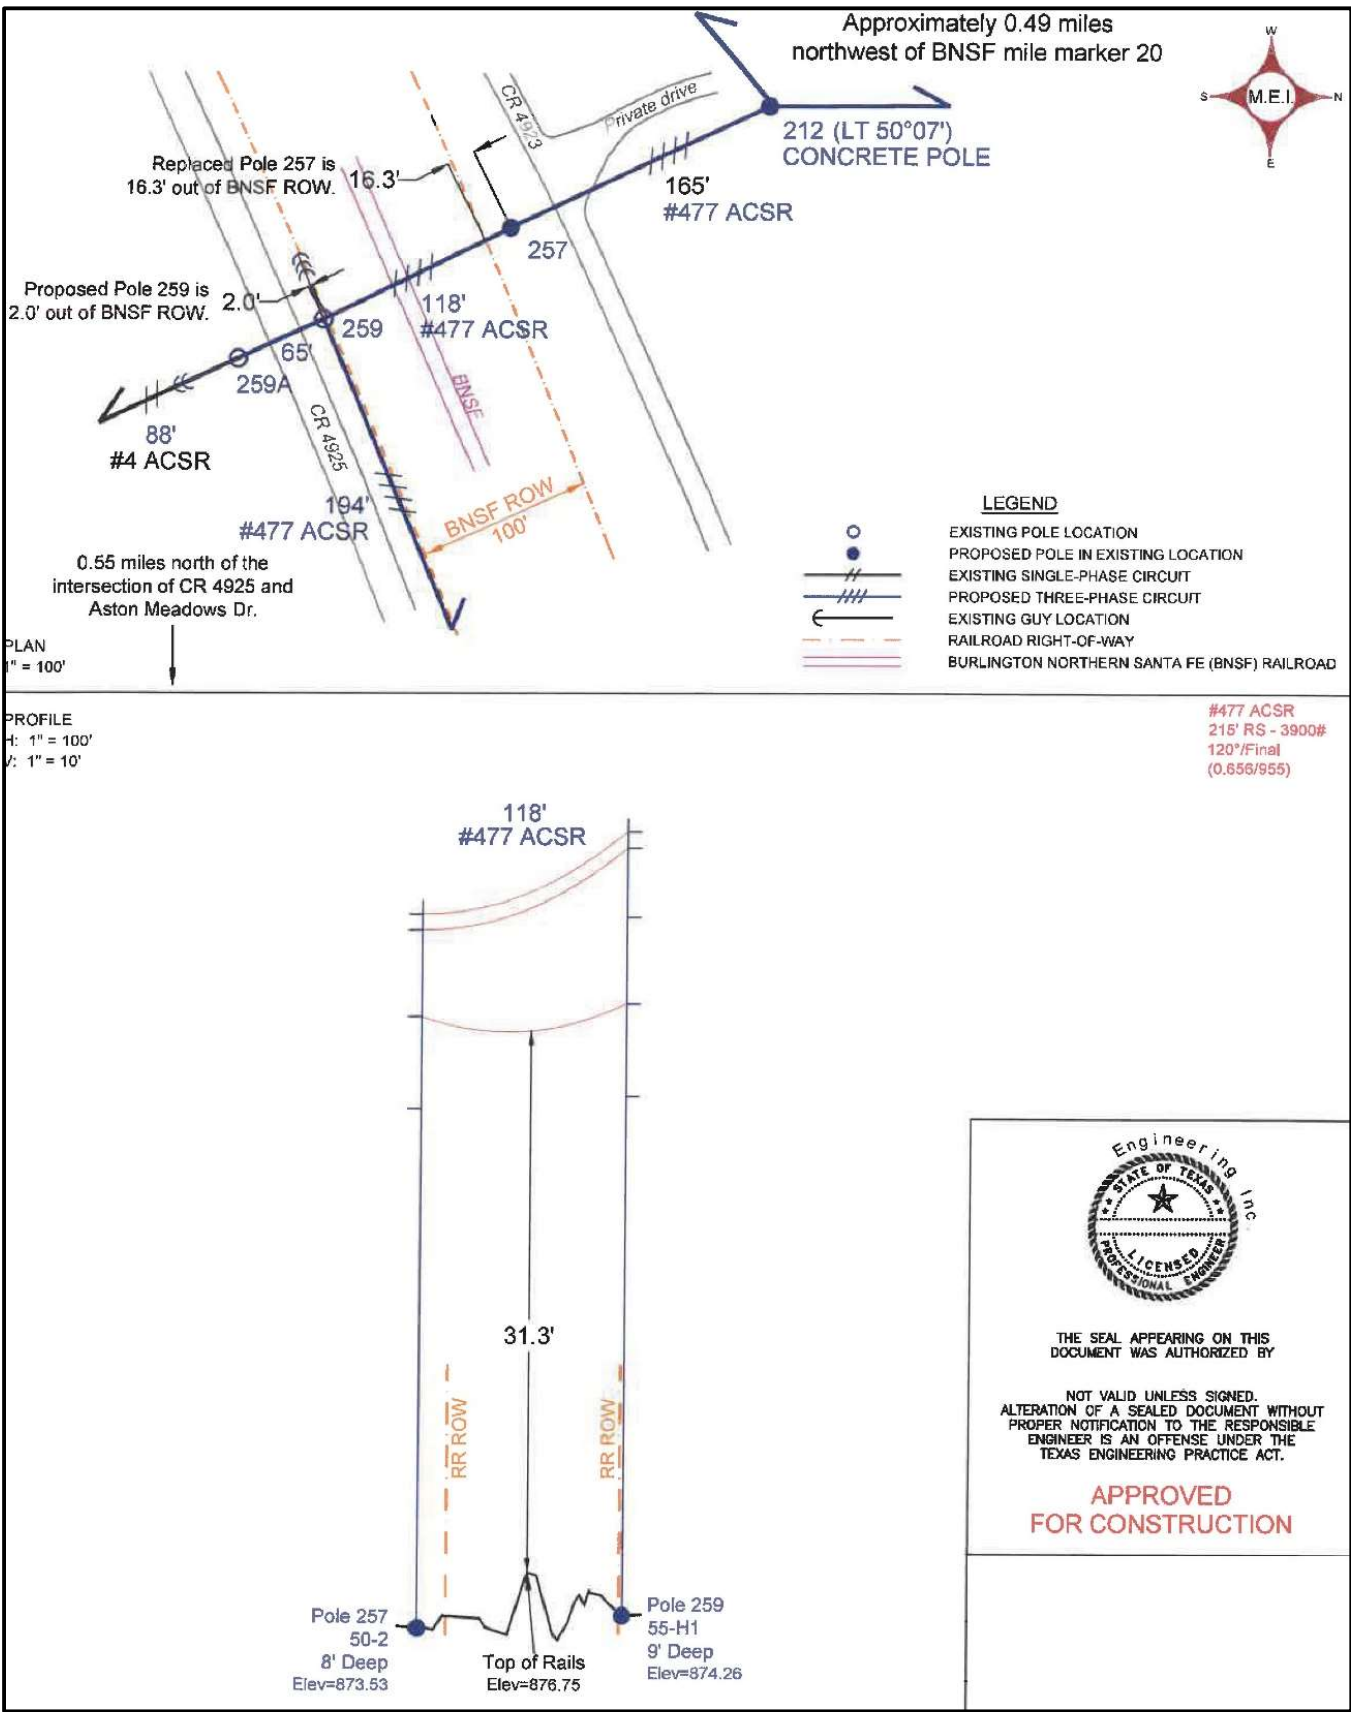 Approximately 0.49 miles
northwest of BNSF mile marker 20
W
S
M.E.I.
N
E
CR 4923
Private drive
212 (LT 50°07')
CONCRETE POLE
Replaced Pole 257 is
16.3' out of BNSF ROW.
16.3'
165'
#477 ACSR
257
Proposed Pole 259 is
2.0' out of BNSF ROW.
2.0'
259
118'
#477 ACSR
65'
259A
BNSF
CR 4925
88'
#4 ACSR
194'
#477 ACSR
BNSF ROW
100'
0.55 miles north of the
intersection of CR 4925 and
Aston Meadows Dr.
LEGEND
EXISTING POLE LOCATION
PROPOSED POLE IN EXISTING LOCATION
EXISTING SINGLE-PHASE CIRCUIT
PROPOSED THREE-PHASE CIRCUIT
EXISTING GUY LOCATION
RAILROAD RIGHT-OF-WAY
BURLINGTON NORTHERN SANTA FE (BNSF) RAILROAD
PLAN
1" = 100'
PROFILE
H: 1" = 100'
V: 1" = 10'
#477 ACSR
215' RS - 3900#
120°/Final
(0.656/955)
118'
#477 ACSR
31.3'
RR ROW
RR ROW
Pole 257
50-2
8' Deep
Elev=873.53
Top of Rails
Elev=876.75
Pole 259
55-H1
9' Deep
Elev=874.26
Engineering Inc.
STATE OF TEXAS
LICENSED
PROFESSIONAL ENGINEER
THE SEAL APPEARING ON THIS
DOCUMENT WAS AUTHORIZED BY
NOT VALID UNLESS SIGNED.
ALTERATION OF A SEALED DOCUMENT WITHOUT
PROPER NOTIFICATION TO THE RESPONSIBLE
ENGINEER IS AN OFFENSE UNDER THE
TEXAS ENGINEERING PRACTICE ACT.
APPROVED
FOR CONSTRUCTION